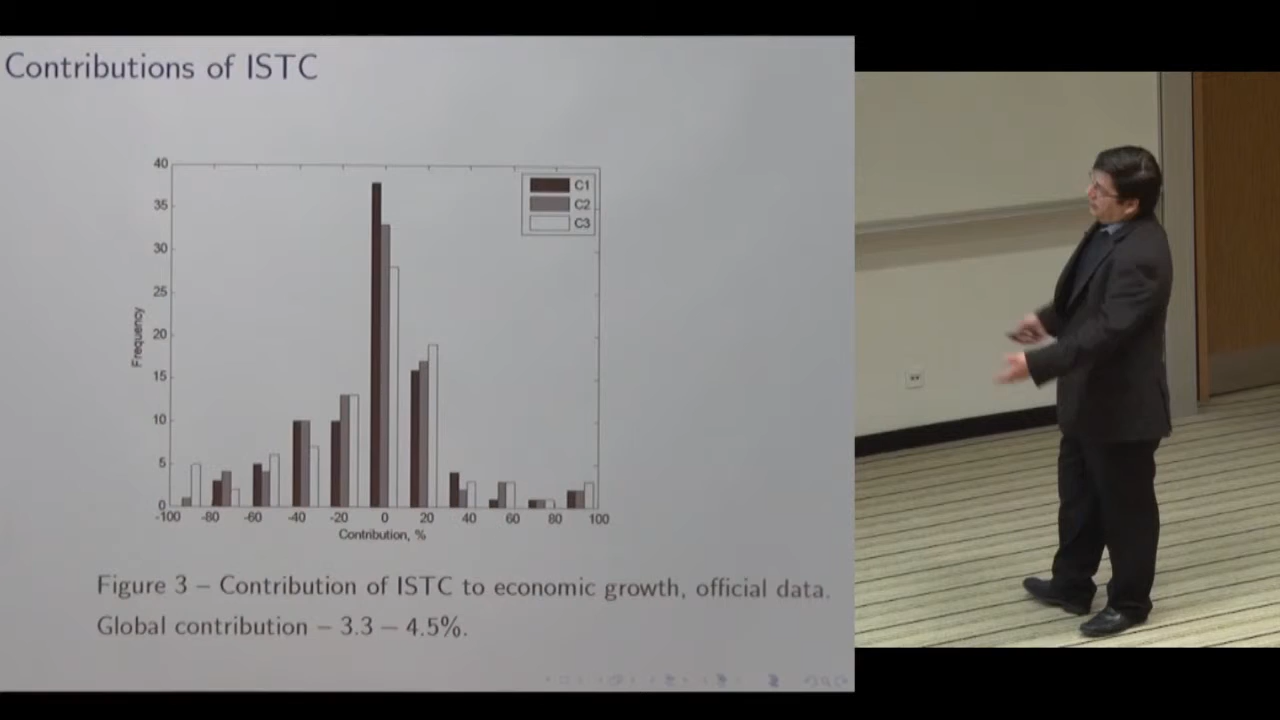 Contributions of ISTC
40
35
30
25
20
15
10
5
0
Frequency
C1
C2
C3
-100 -80 -60 -40 -20 0 20 40 60 80 100
Contribution, %
Figure 3 – Contribution of ISTC to economic growth, official data.
Global contribution – 3.3 – 4.5%.